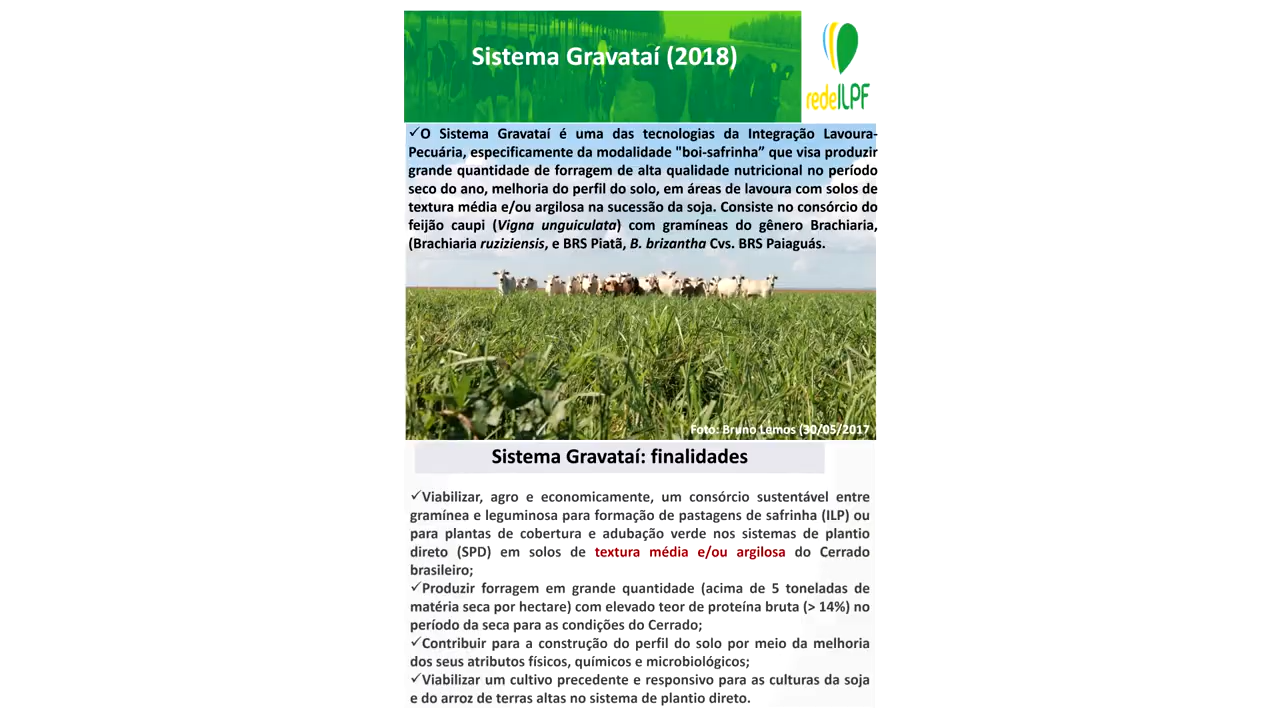 Sistema Gravataí (2018)
redeILPF
✓O Sistema Gravataí é uma das tecnologias da Integração Lavoura-
Pecuária, especificamente da modalidade "boi-safrinha” que visa produzir
grande quantidade de forragem de alta qualidade nutricional no período
seco do ano, melhoria do perfil do solo, em áreas de lavoura com solos de
textura média e/ou argilosa na sucessão da soja. Consiste no consórcio do
feijão caupi (Vigna unguiculata) com gramíneas do gênero Brachiaria,
(Brachiaria ruziziensis, e BRS Piatã, B. brizantha Cvs. BRS Paiaguás.
Foto: Bruno Lemos (30/05/2017
Sistema Gravataí: finalidades
✓Viabilizar, agro e economicamente, um consórcio sustentável entre
gramínea e leguminosa para formação de pastagens de safrinha (ILP) ou
para plantas de cobertura e adubação verde nos sistemas de plantio
direto (SPD) em solos de textura média e/ou argilosa do Cerrado
brasileiro;
✓Produzir forragem em grande quantidade (acima de 5 toneladas de
matéria seca por hectare) com elevado teor de proteína bruta (> 14%) no
período da seca para as condições do Cerrado;
✓Contribuir para a construção do perfil do solo por meio da melhoria
dos seus atributos físicos, químicos e microbiológicos;
✓Viabilizar um cultivo precedente e responsivo para as culturas da soja
e do arroz de terras altas no sistema de plantio direto.